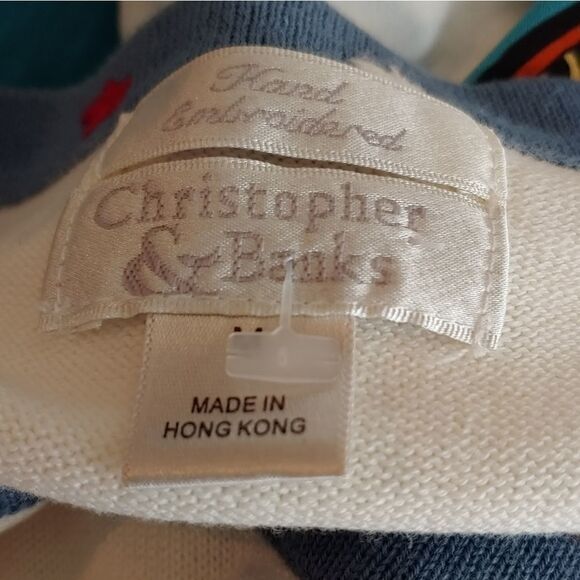 Hand
Embroidered
Christopher
& Banks
M
MADE IN
HONG KONG